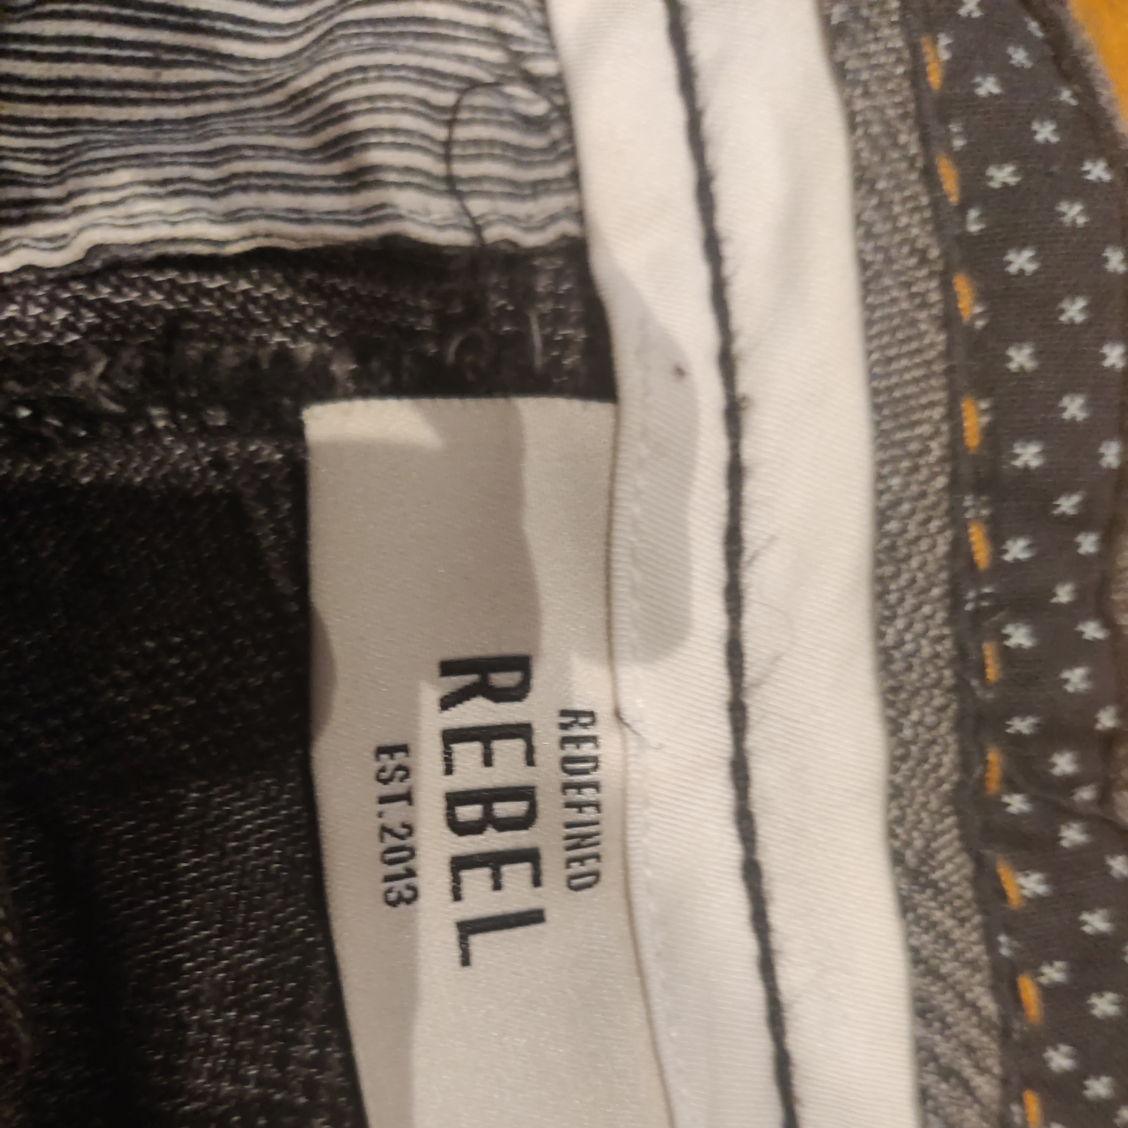 REDEFINED
REBEL
EST. 2013